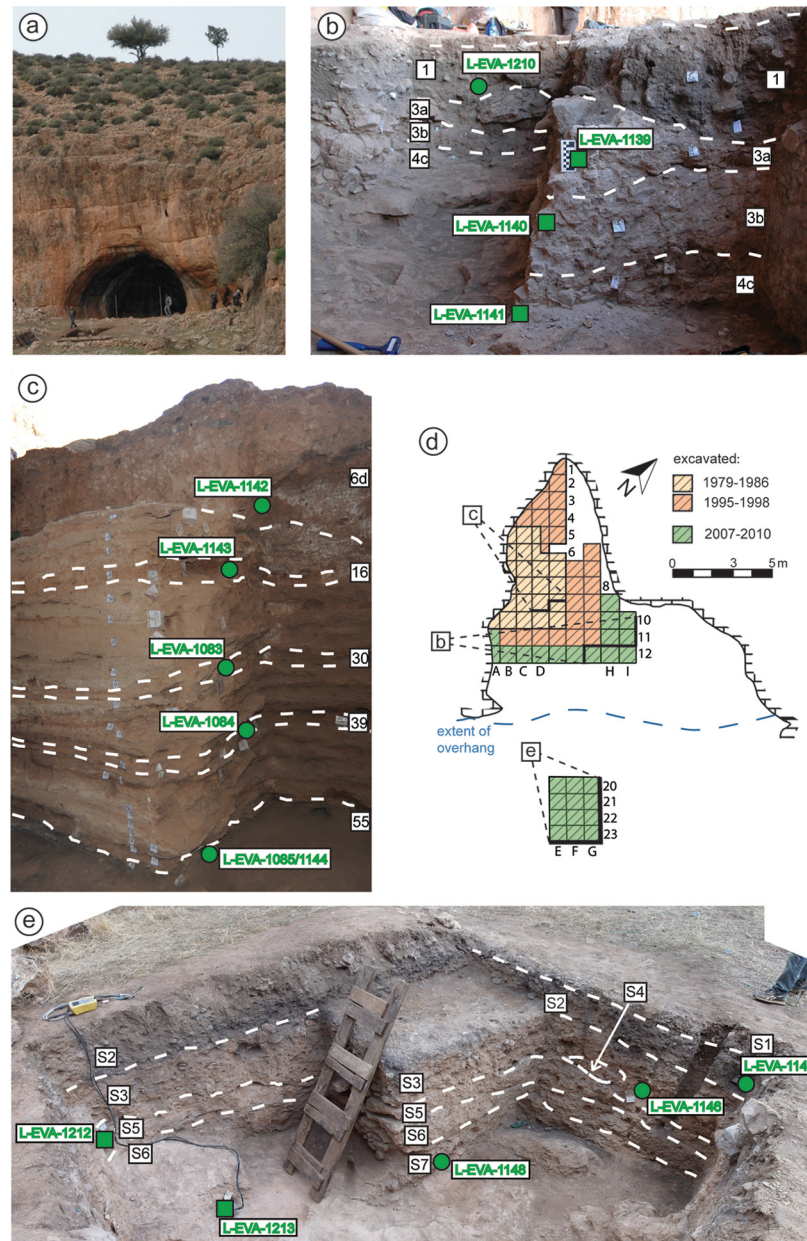 a
b
L-EVA-1210
1
1
3a
3b
4c
L-EVA-1139
3a
L-EVA-1140
3b
4c
L-EVA-1141
c
6d
L-EVA-1142
L-EVA-1143
16
L-EVA-1083
30
L-EVA-1084
39
55
L-EVA-1085/1144
d
excavated:
1979-1986
1995-1998
2007-2010
N
0 3 5 m
1
2
3
4
5
6
8
10
11
12
A B C D H I
c
b
extent of
overhang
e
20
21
22
23
E F G
e
S4
S2
S1
S2
L-EVA-114
S3
S3
L-EVA-1146
S5
S5
L-EVA-1212
S6
S6
S7
L-EVA-1148
L-EVA-1213